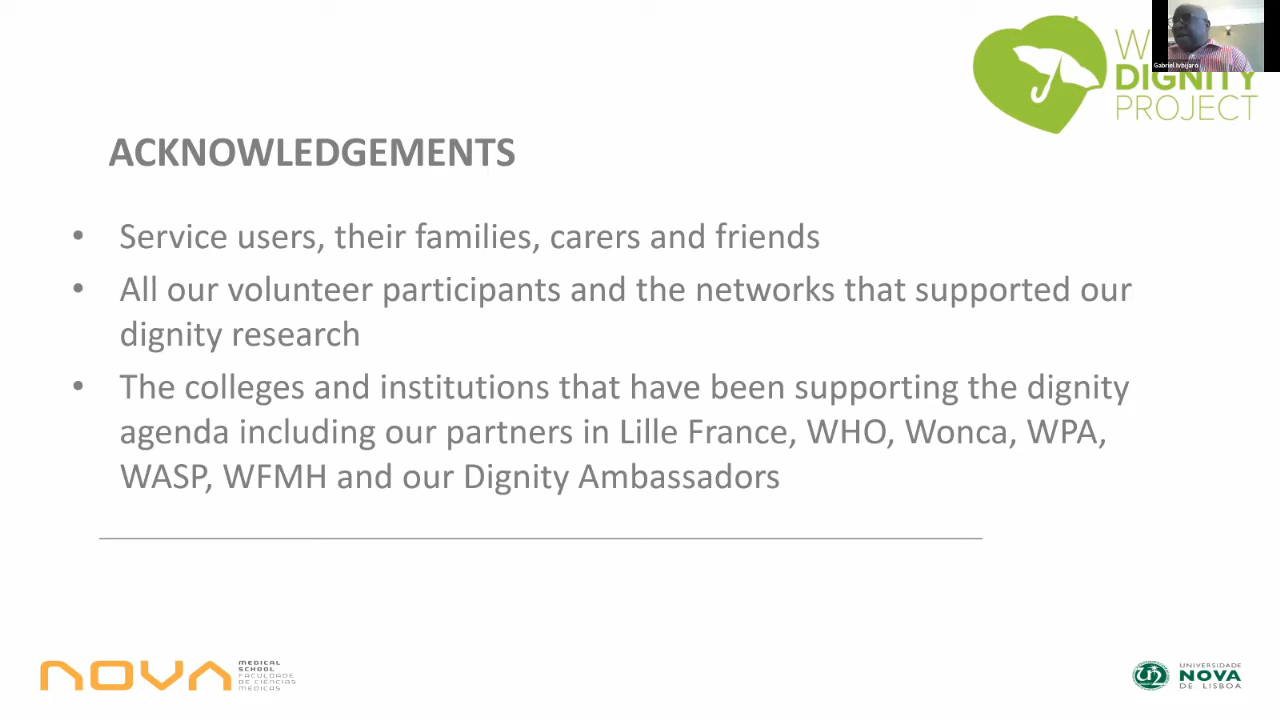 Gabriel Ivbijaro
DIGNITY
PROJECT
ACKNOWLEDGEMENTS
• Service users, their families, carers and friends
• All our volunteer participants and the networks that supported our
dignity research
• The colleges and institutions that have been supporting the dignity
agenda including our partners in Lille France, WHO, Wonca, WPA,
WASP, WFMH and our Dignity Ambassadors
NOVA
MEDICAL
SCHOOL
FACULDADE
DE CIÊNCIAS
MÉDICAS
UNIVERSIDADE
NOVA
DE LISBOA